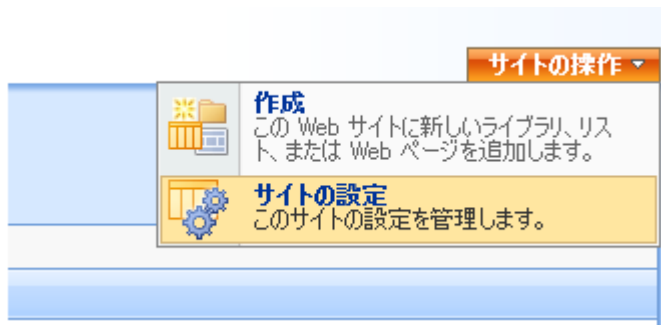 サイトの操作
作成
この Web サイトに新しいライブラリ、リス
ト、または Web ページを追加します。
サイトの設定
このサイトの設定を管理します。